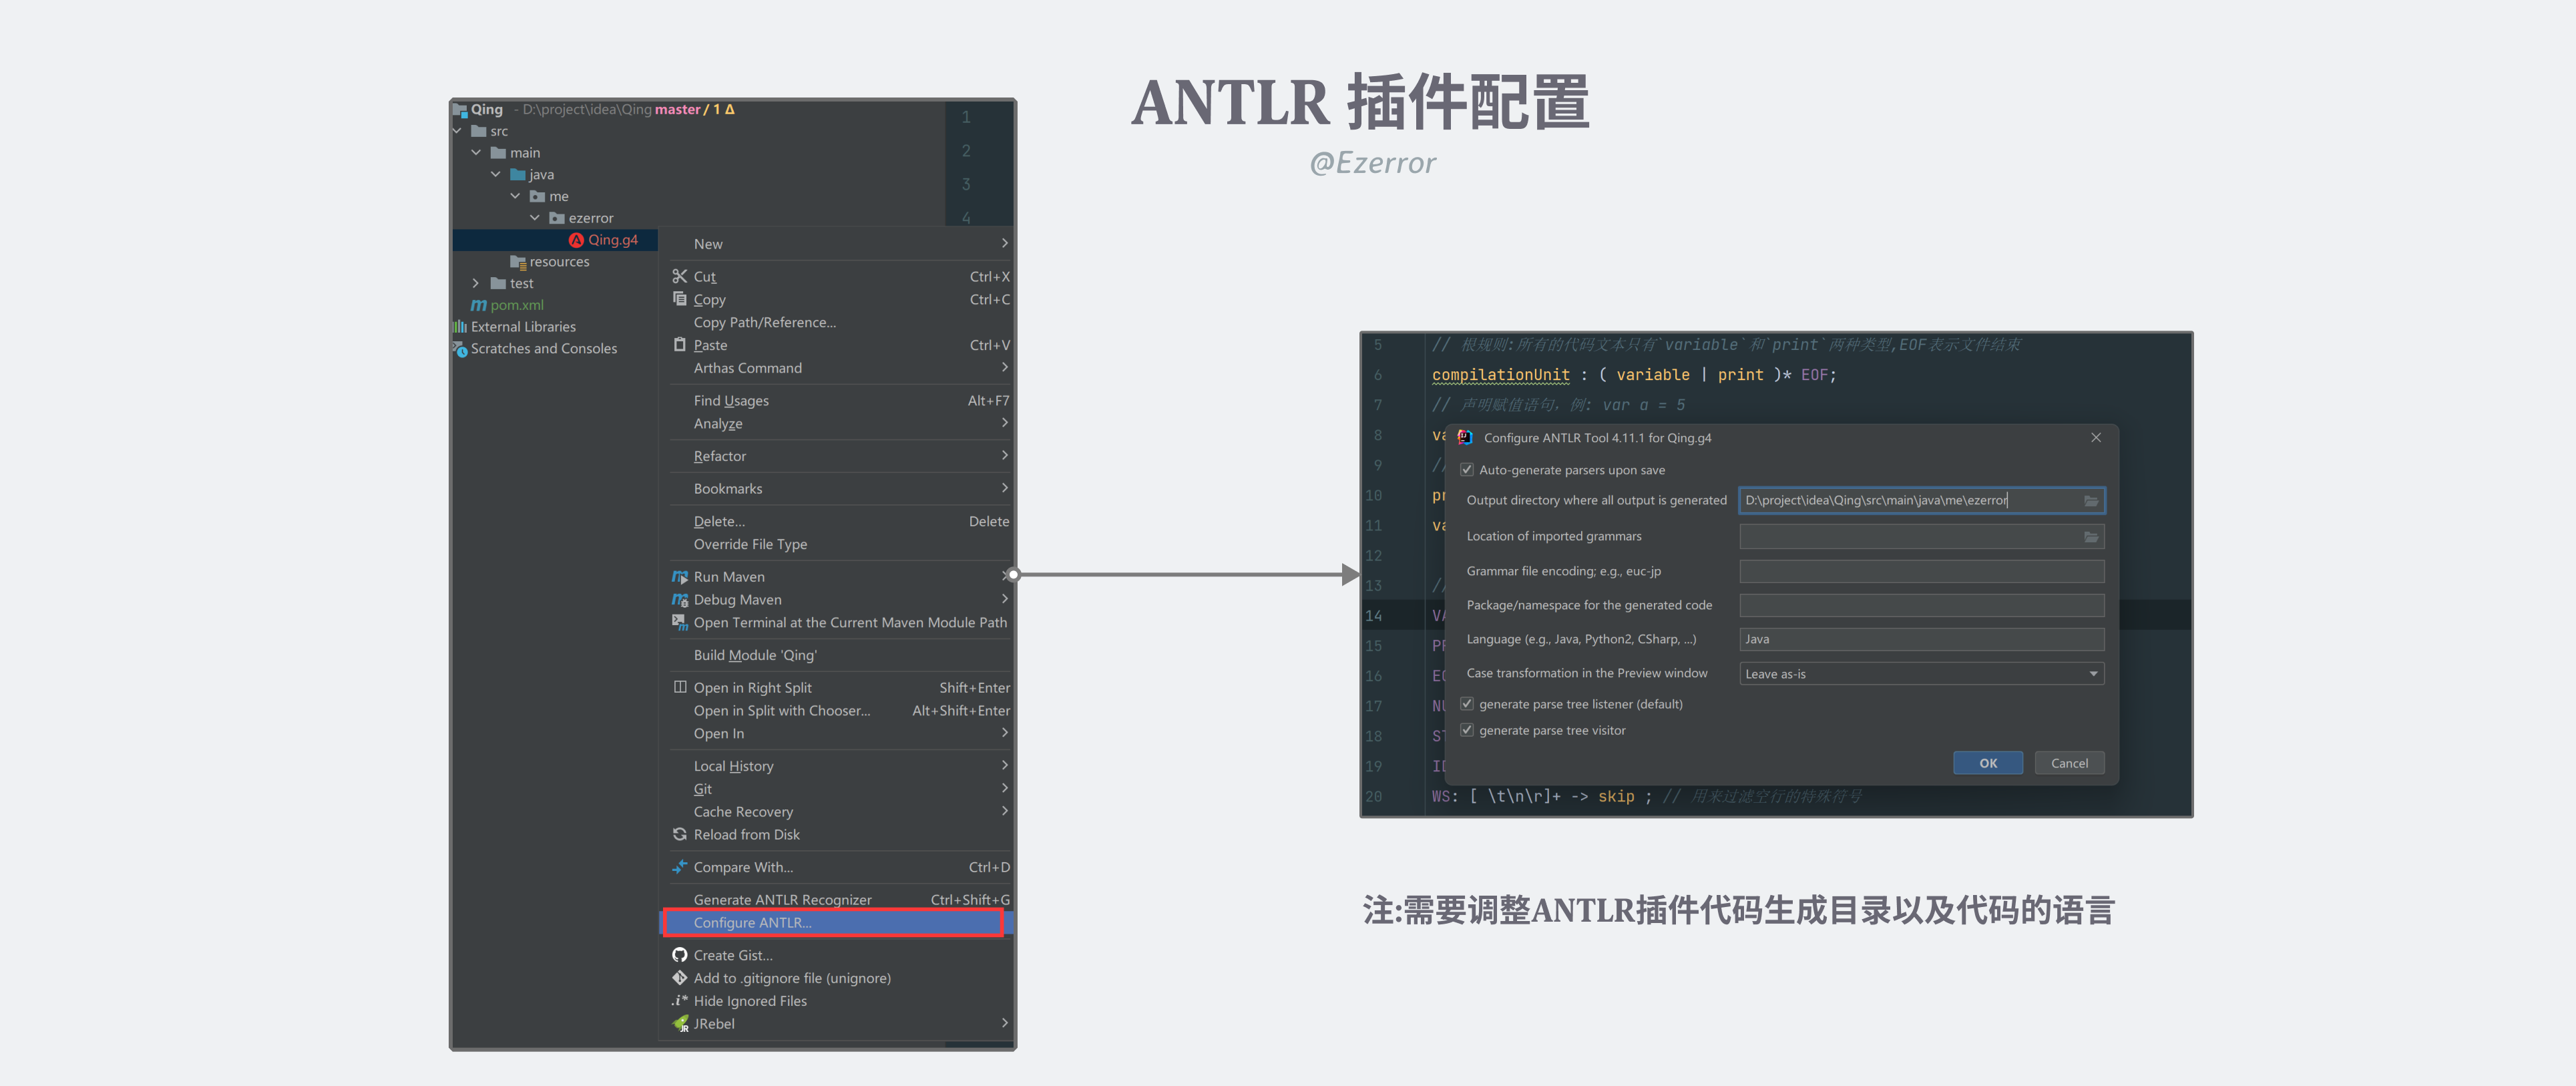 ANTLR 插件配置
@Ezerror
Qing - D:\project\idea\Qing master / 1 Δ
src
main
java
me
ezerror
Qing.g4
resources
test
pom.xml
External Libraries
Scratches and Consoles
1
2
3
4
New
Cut Ctrl+X
Copy Ctrl+C
Copy Path/Reference...
Paste Ctrl+V
Arthas Command
Find Usages Alt+F7
Analyze
Refactor
Bookmarks
Delete... Delete
Override File Type
Run Maven
Debug Maven
Open Terminal at the Current Maven Module Path
Build Module 'Qing'
Open in Right Split Shift+Enter
Open in Split with Chooser... Alt+Shift+Enter
Open In
Local History
Git
Cache Recovery
Reload from Disk
Compare With... Ctrl+D
Generate ANTLR Recognizer Ctrl+Shift+G
Configure ANTLR...
Create Gist...
Add to .gitignore file (unignore)
Hide Ignored Files
JRebel
5 // 根规则:所有的代码文本只有`variable`和`print`两种类型,EOF表示文件结束
6 compilationUnit : ( variable | print )* EOF;
7 // 声明赋值语句，例: var a = 5
8 va
9 //
10 pr
11 va
12
13 //
14 VA
15 PR
16 EQ
17 NU
18 ST
19 ID
20 WS: [ \t\n\r]+ -> skip ; // 用来过滤空行的特殊符号
Configure ANTLR Tool 4.11.1 for Qing.g4
Auto-generate parsers upon save
Output directory where all output is generated D:\project\idea\Qing\src\main\java\me\ezerror
Location of imported grammars
Grammar file encoding; e.g., euc-jp
Package/namespace for the generated code
Language (e.g., Java, Python2, CSharp, ...) Java
Case transformation in the Preview window Leave as-is
generate parse tree listener (default)
generate parse tree visitor
OK Cancel
注:需要调整ANTLR插件代码生成目录以及代码的语言